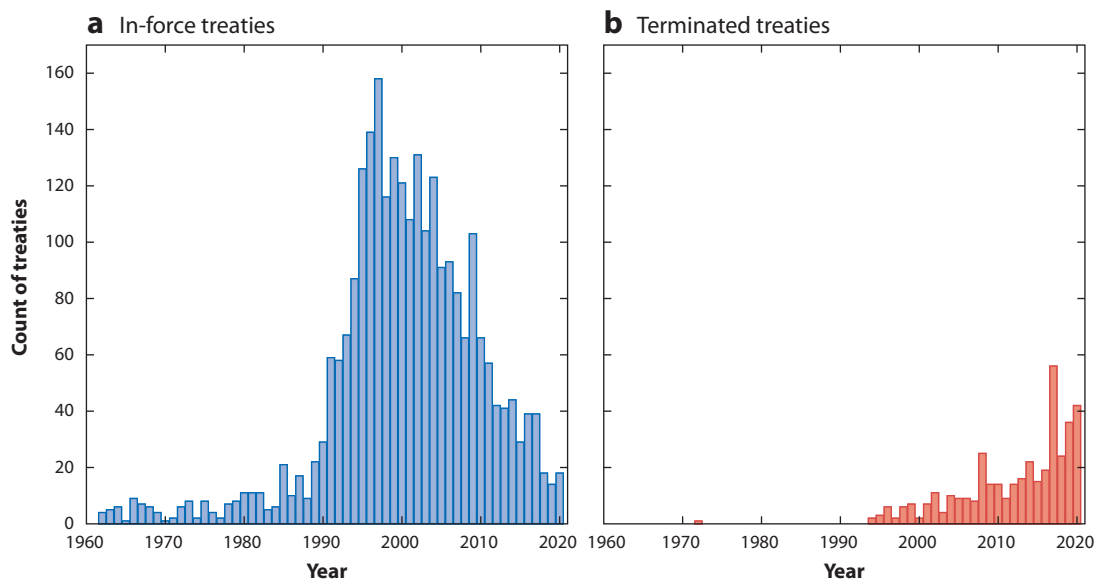 a In-force treaties
b Terminated treaties
Count of treaties
160
140
120
100
80
60
40
20
0
1960 1970 1980 1990 2000 2010 2020
Year
1960 1970 1980 1990 2000 2010 2020
Year